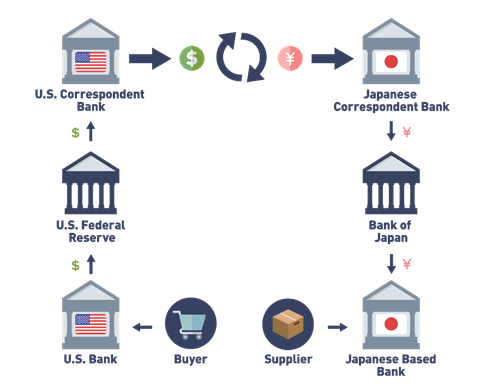 $
¥
U.S. Correspondent
Bank
Japanese
Correspondent Bank
$
¥
U.S. Federal
Reserve
Bank of
Japan
$
¥
U.S. Bank
Buyer
Supplier
Japanese Based
Bank